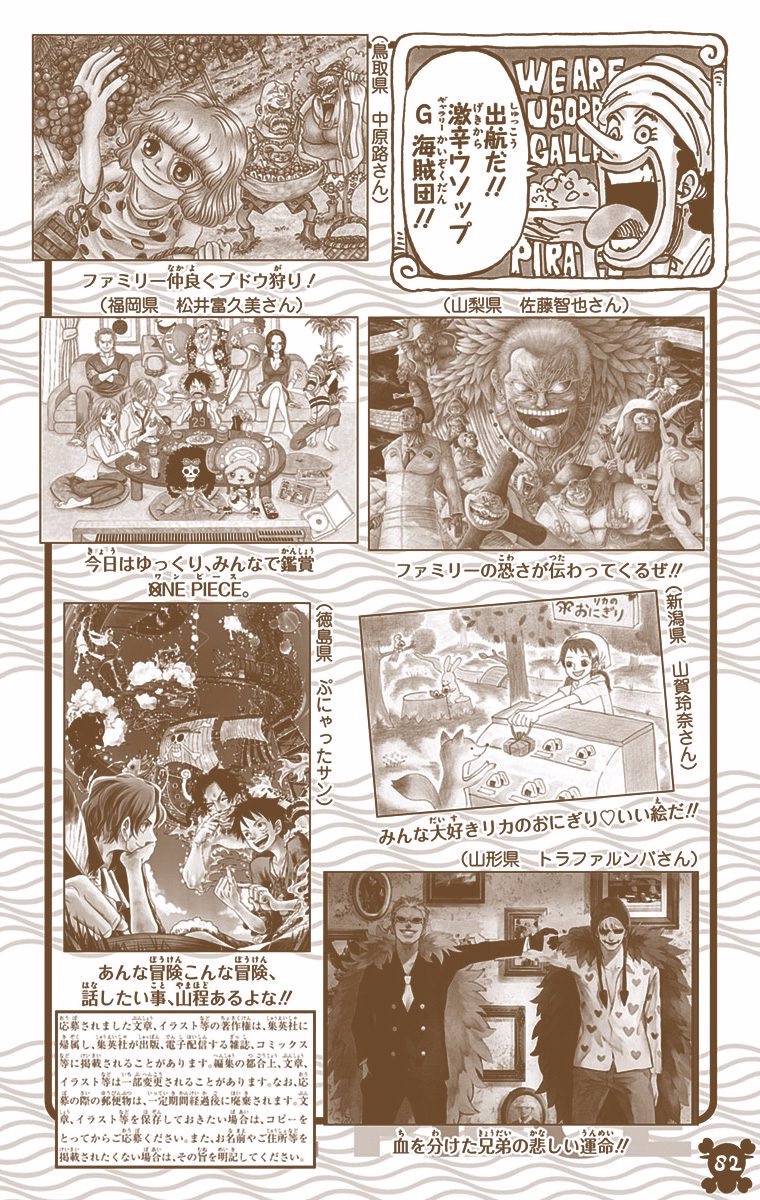 WE ARE
USOPP
GALL
PIRA
出航だ!!
激辛ウソップ
G海賊団!!
(鳥取県　中原路さん)
ファミリー仲良くブドウ狩り!
(福岡県　松井富久美さん)
(山梨県　佐藤智也さん)
29
今日はゆっくり、みんなで鑑賞
ONE PIECE。
ファミリーの恐さが伝わってくるぜ!!
(徳島県　ぷにゃったサン)
リカの
おにぎり
(新潟県　山賀玲奈さん)
みんな大好きリカのおにぎり♡いい絵だ!!
(山形県　トラファルンバさん)
あんな冒険こんな冒険、
話したい事、山程あるよな!!
応募されました文章、イラスト等の著作権は、集英社に
帰属し、集英社が出版、電子配信する雑誌、コミックス
等に掲載されることがあります。編集の都合上、文章、
イラスト等は一部変更されることがあります。なお、応
募の際の郵便物は、一定期間経過後に廃棄されます。文
章、イラスト等を保存しておきたい場合は、コピーを
とってからご応募ください。また、お名前やご住所等を
掲載されたくない場合は、その旨を明記してください。
血を分けた兄弟の悲しい運命!!
82